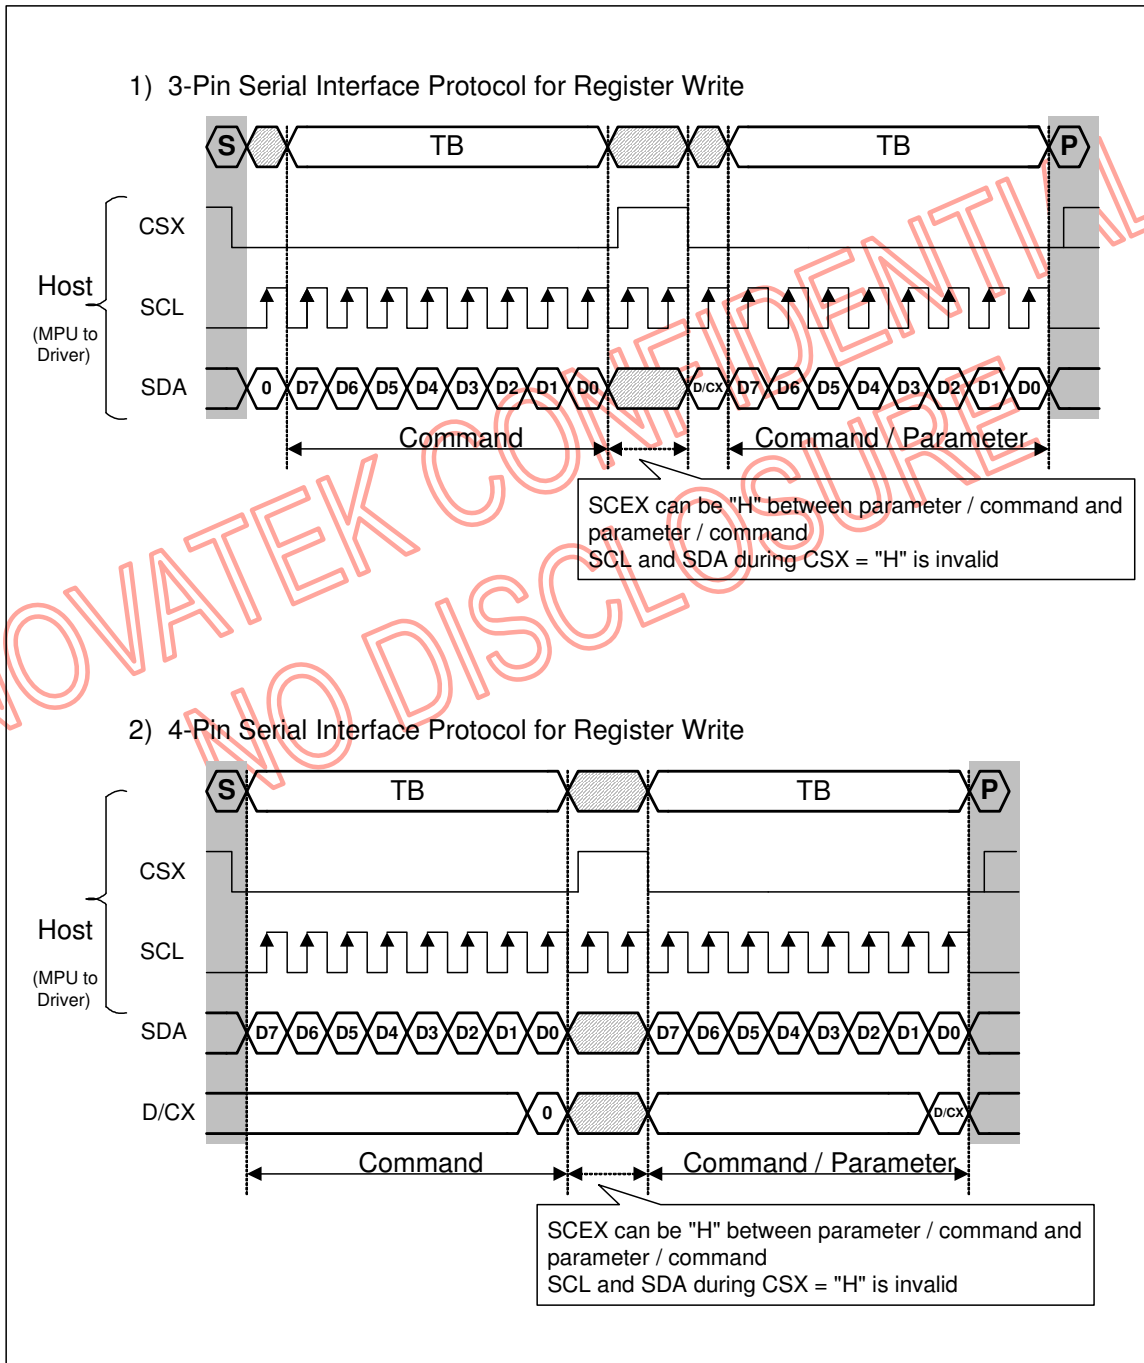 1) 3-Pin Serial Interface Protocol for Register Write
S TB TB P
CSX
Host
(MPU to
Driver)
SCL
SDA 0 D7 D6 D5 D4 D3 D2 D1 D0 D/CX D7 D6 D5 D4 D3 D2 D1 D0
Command Command / Parameter
SCEX can be "H" between parameter / command and
parameter / command
SCL and SDA during CSX = "H" is invalid
NOVATEK CONFIDENTIAL
NO DISCLOSURE
2) 4-Pin Serial Interface Protocol for Register Write
S TB TB P
CSX
Host
(MPU to
Driver)
SCL
SDA D7 D6 D5 D4 D3 D2 D1 D0 D7 D6 D5 D4 D3 D2 D1 D0
D/CX 0 D/CX
Command Command / Parameter
SCEX can be "H" between parameter / command and
parameter / command
SCL and SDA during CSX = "H" is invalid